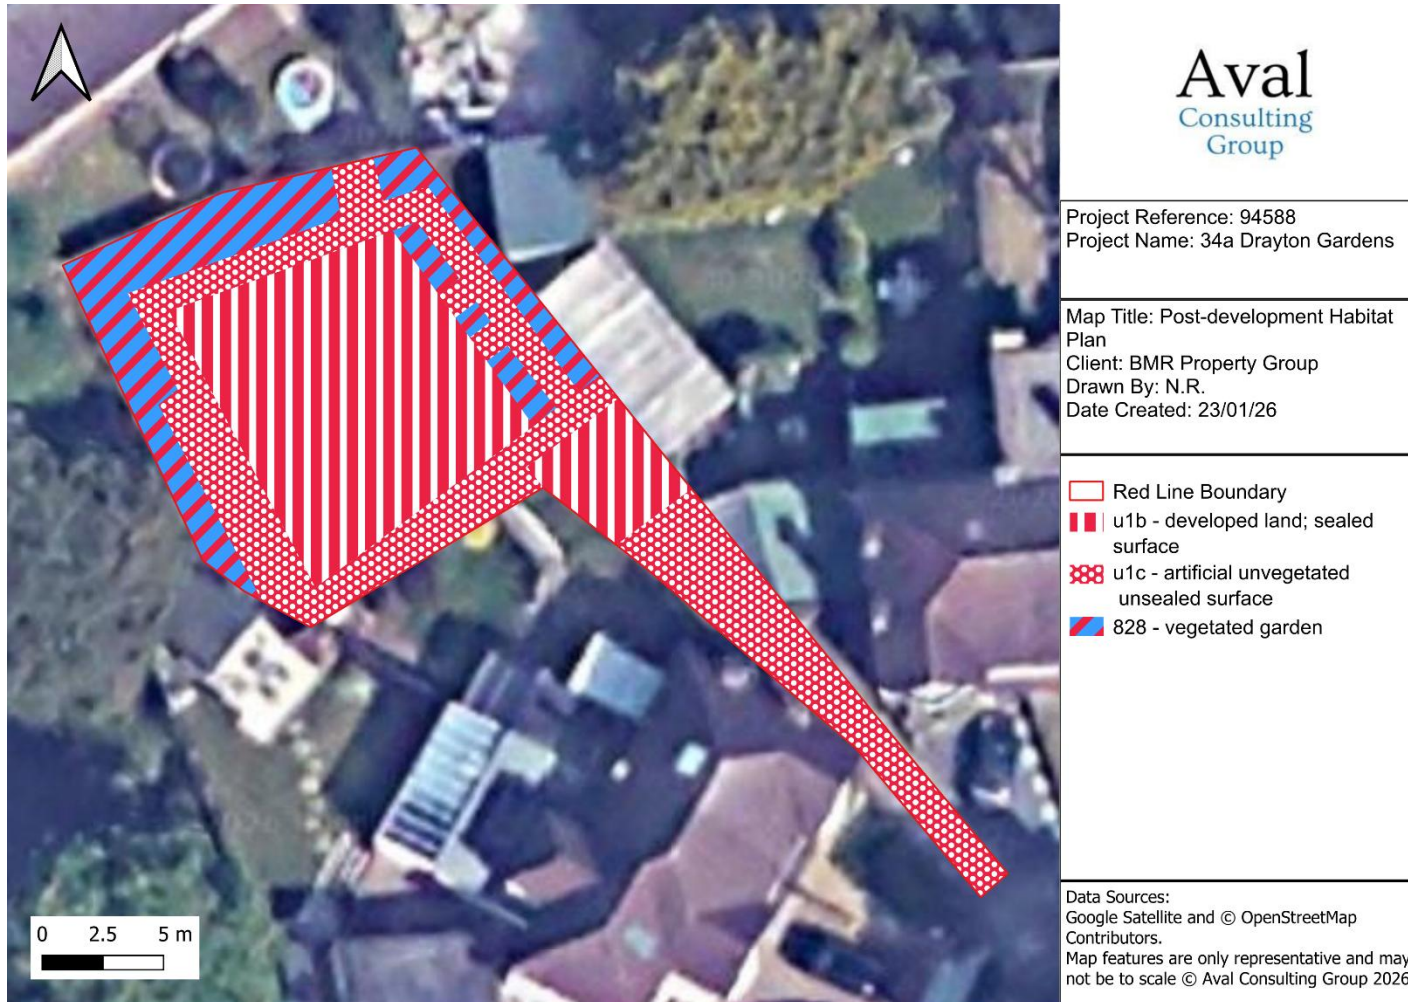 Aval
Consulting
Group
Project Reference: 94588
Project Name: 34a Drayton Gardens
Map Title: Post-development Habitat
Plan
Client: BMR Property Group
Drawn By: N.R.
Date Created: 23/01/26
Red Line Boundary
u1b - developed land; sealed
surface
u1c - artificial unvegetated
unsealed surface
828 - vegetated garden
0 2.5 5 m
Data Sources:
Google Satellite and © OpenStreetMap
Contributors.
Map features are only representative and may
not be to scale © Aval Consulting Group 2026